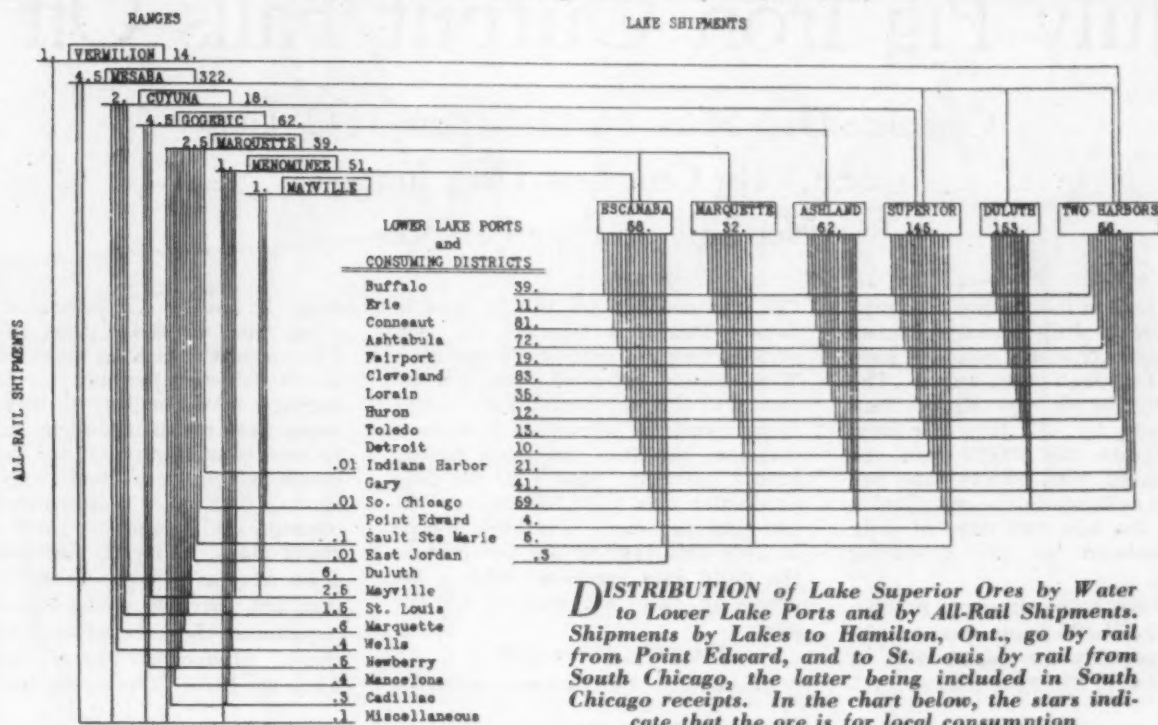 RANGES
LAKE SHIPMENTS
1. VERMILION 14.
4.5 MESABA 322.
2. CUYUNA 18.
4.5 GOGEBIC 62.
2.5 MARQUETTE 39.
1. MENOMINEE 51.
1. MAYVILLE
ESCANABA MARQUETTE ASHLAND SUPERIOR DULUTH TWO HARBORS
32. 62. 145. 153.
LOWER LAKE PORTS
and
CONSUMING DISTRICTS
ALL-RAIL SHIPMENTS
Buffalo 39.
Erie 11.
Conneaut 81.
Ashtabula 72.
Fairport 19.
Cleveland 83.
Lorain 35.
Huron 12.
Toledo 13.
Detroit 10.
.01 Indiana Harbor 21.
Gary 41.
.01 So. Chicago 69.
Point Edward 4.
.1 Sault Ste Marie 6.
.01 East Jordan .3
6. Duluth
2.5 Mayville
1.5 St. Louis
.6 Marquette
.4 Wells
.5 Newberry
.4 Mancelona
.3 Cadillac
.1 Miscellaneous
DISTRIBUTION of Lake Superior Ores by Water
to Lower Lake Ports and by All-Rail Shipments.
Shipments by Lakes to Hamilton, Ont., go by rail
from Point Edward, and to St. Louis by rail from
South Chicago, the latter being included in South
Chicago receipts. In the chart below, the stars indi-
cate that the ore is for local consumption